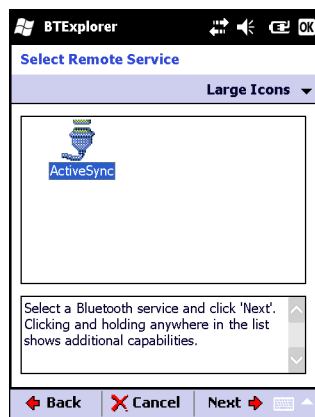 BTExplorer OK
Select Remote Service
Large Icons
ActiveSync
Select a Bluetooth service and click 'Next'.
Clicking and holding anywhere in the list
shows additional capabilities.
Back Cancel Next